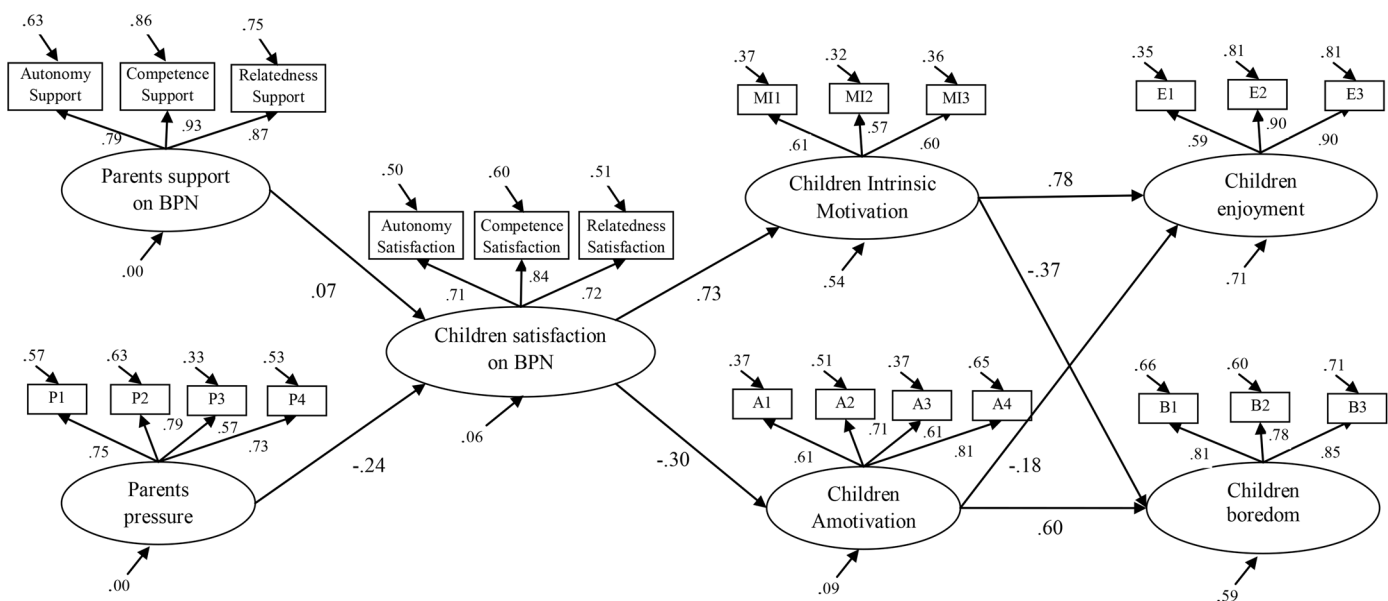 .63
.86
.75
Autonomy
Support
Competence
Support
Relatedness
Support
.79
.93
.87
Parents support
on BPN
.00
.07
.57
.63
.33
.53
P1
P2
P3
P4
.75
.79
.57
.73
Parents
pressure
.00
-.24
.50
.60
.51
Autonomy
Satisfaction
Competence
Satisfaction
Relatedness
Satisfaction
.71
.84
.72
Children satisfaction
on BPN
.06
.73
-.30
.37
.32
.36
MI1
MI2
MI3
.61
.57
.60
Children Intrinsic
Motivation
.54
.78
-.37
.37
.51
.37
.65
A1
A2
A3
A4
.61
.71
.61
.81
Children
Amotivation
.09
-.18
.60
.35
.81
.81
E1
E2
E3
.59
.90
.90
Children
enjoyment
.71
.66
.60
.71
B1
B2
B3
.81
.78
.85
Children
boredom
.59